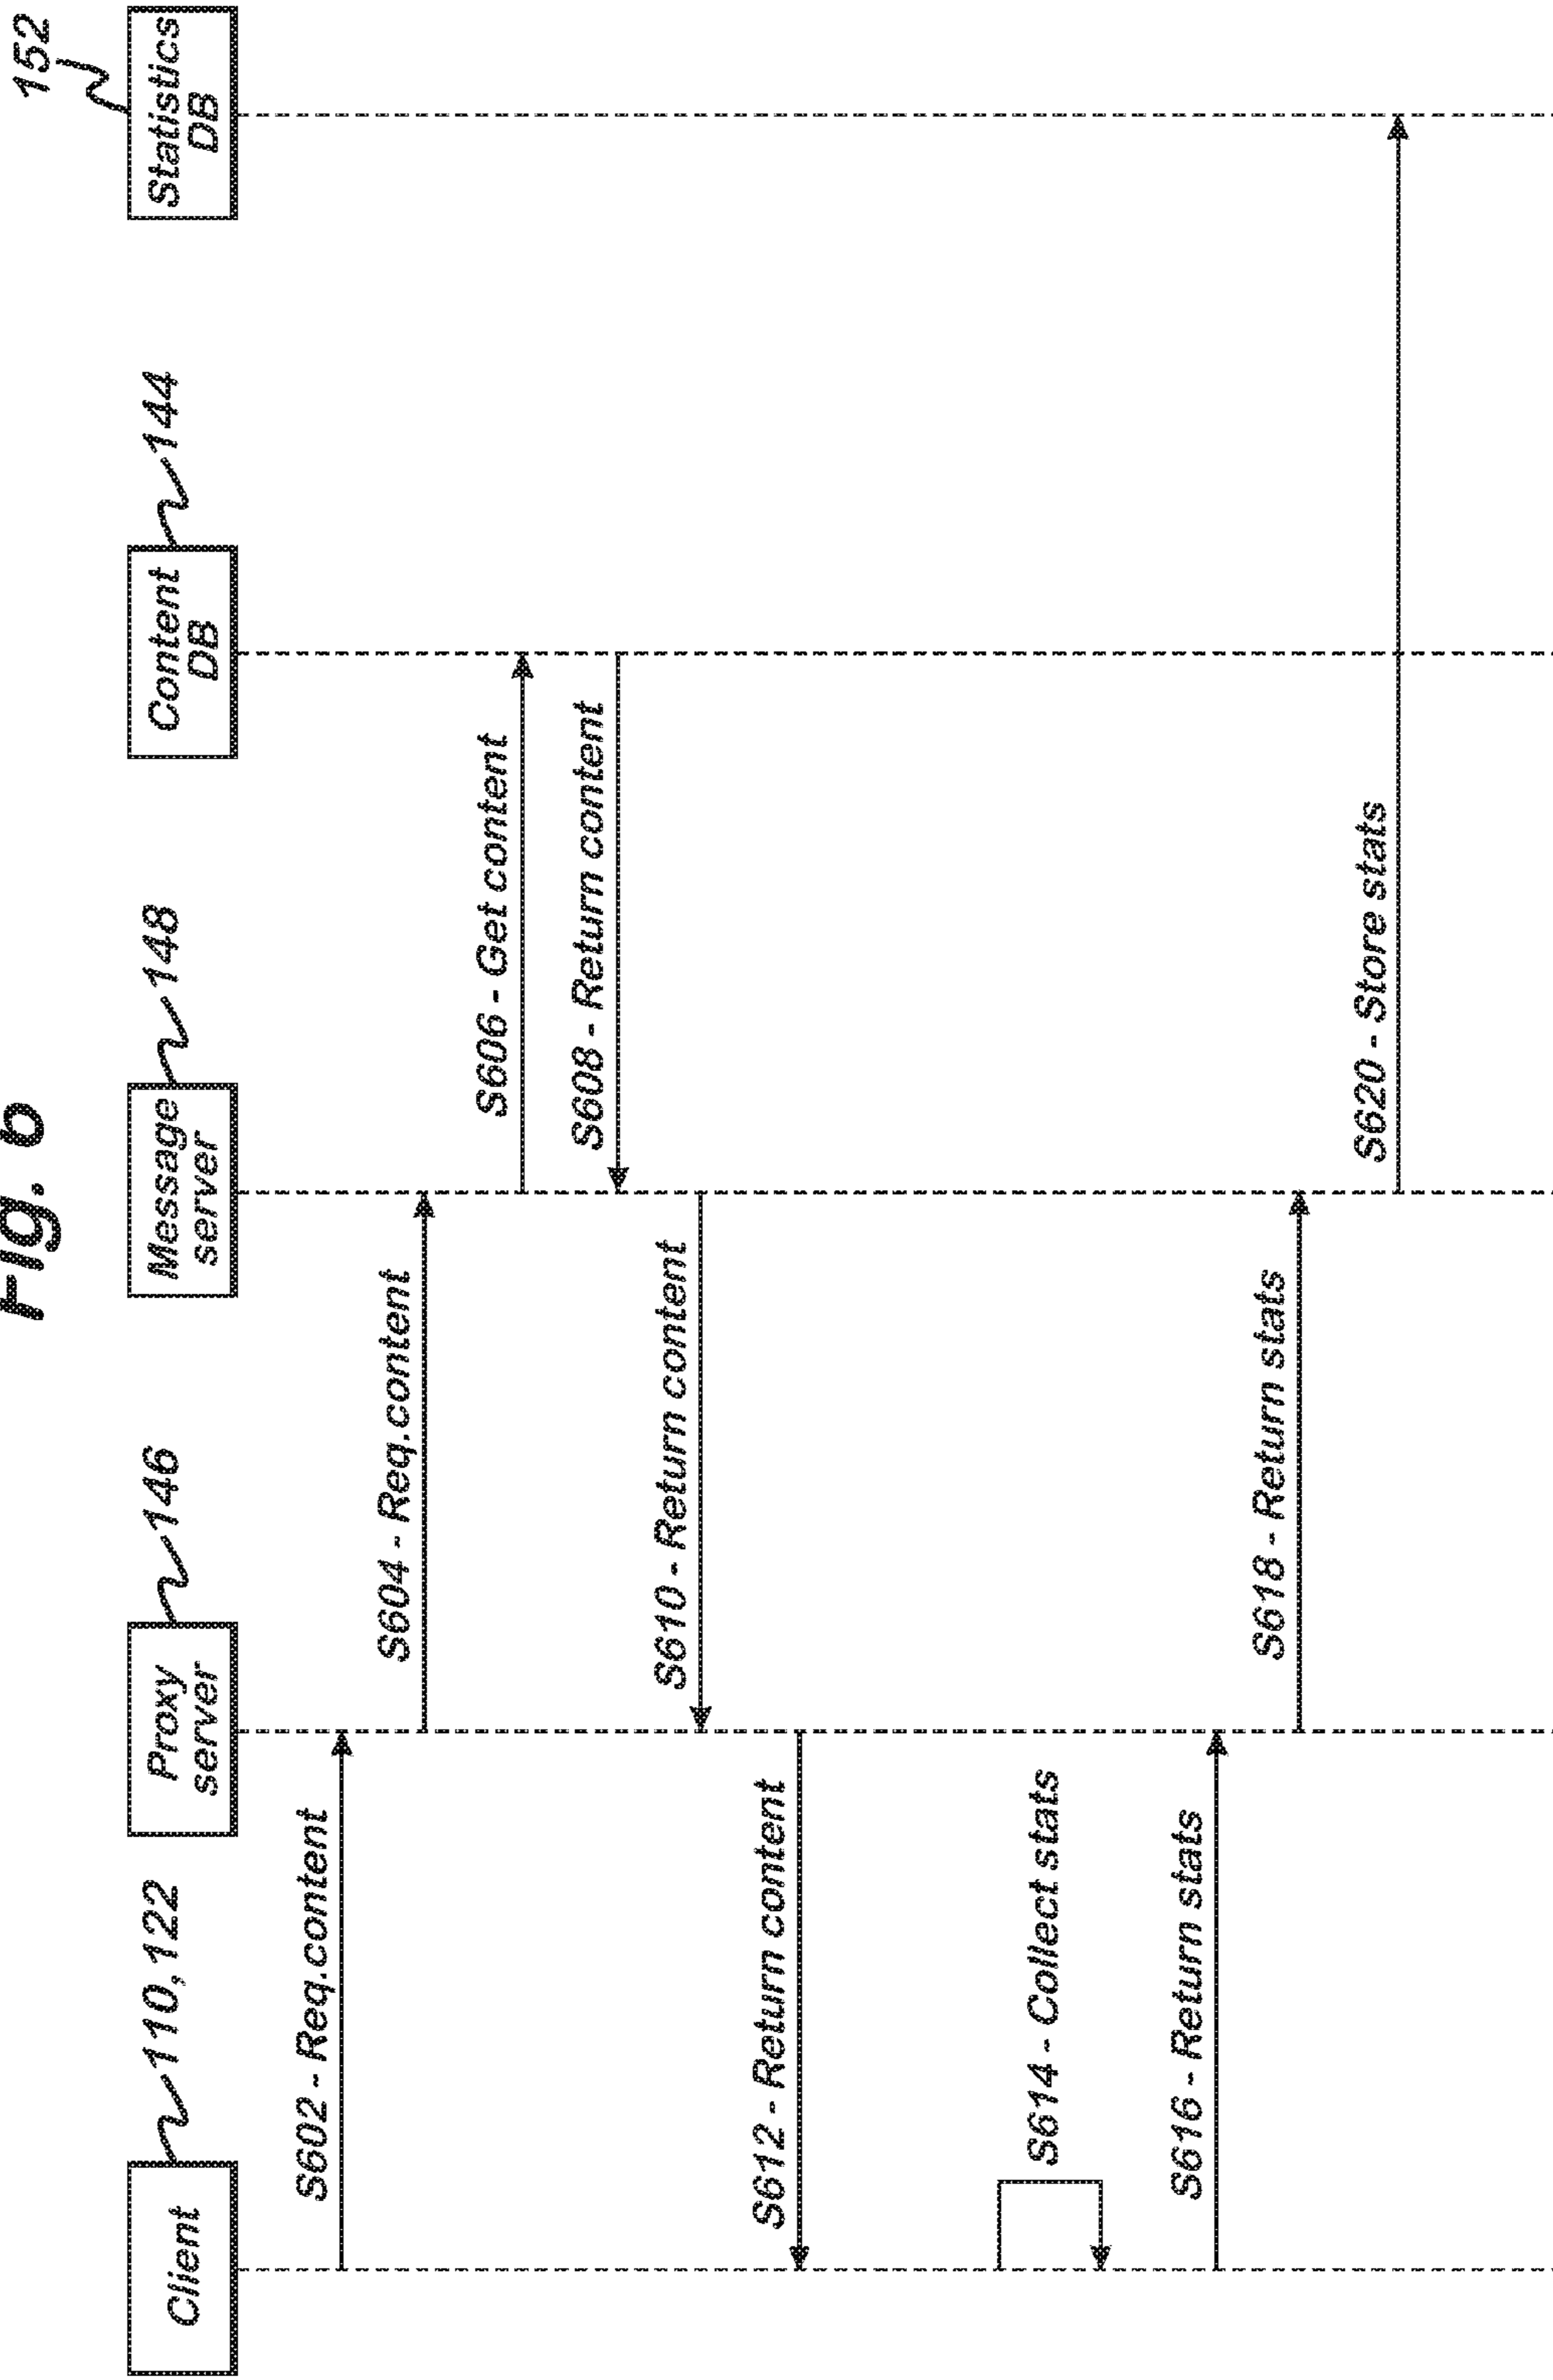 Fig. 6
Client
110,122
Proxy
server
146
Message
server
148
Content
DB
144
Statistics
DB
152
S602 - Req.content
S604 - Req.content
S606 - Get content
S608 - Return content
S610 - Return content
S612 - Return content
S614 - Collect stats
S616 - Return stats
S618 - Return stats
S620 - Store stats